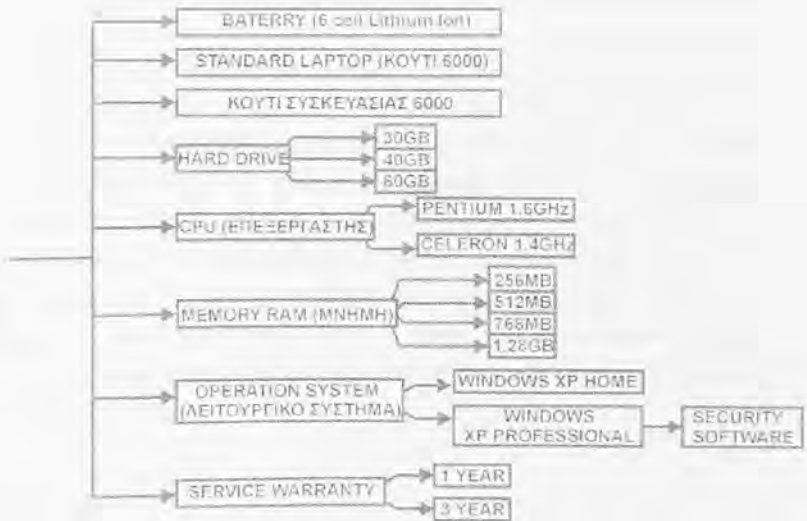 BATERRY (6 cell Lithium Ion)
STANDARD LAPTOP (ΚΟΥΤΙ 6000)
ΚΟΥΤΙ ΣΥΣΚΕΥΑΣΙΑΣ 6000
HARD DRIVE
30GB
40GB
60GB
CPU (ΕΠΕΞΕΡΓΑΣΤΗΣ)
PENTIUM 1.6GHz
CELERON 1.4GHz
MEMORY RAM (ΜΝΗΜΗ)
256MB
512MB
768MB
1.28GB
OPERATION SYSTEM
(ΛΕΙΤΟΥΡΓΙΚΟ ΣΥΣΤΗΜΑ)
WINDOWS XP HOME
WINDOWS
XP PROFESSIONAL
SECURITY
SOFTWARE
SERVICE WARRANTY
1 YEAR
3 YEAR